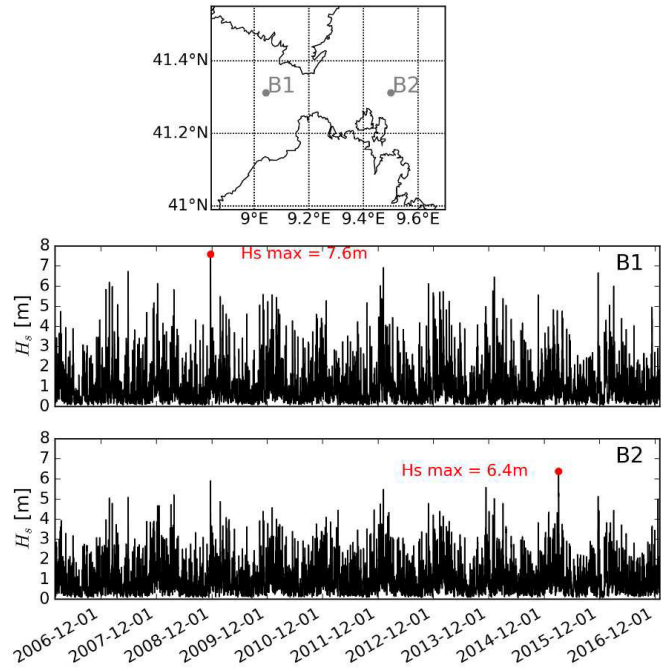 41.4°N
B1
B2
41.2°N
41°N
9°E 9.2°E 9.4°E 9.6°E
8
7
6
5
4
3
2
1
0
H_s [m]
Hs max = 7.6m
B1
8
7
6
5
4
3
2
1
0
H_s [m]
Hs max = 6.4m
B2
2006-12-01
2007-12-01
2008-12-01
2009-12-01
2010-12-01
2011-12-01
2012-12-01
2013-12-01
2014-12-01
2015-12-01
2016-12-01